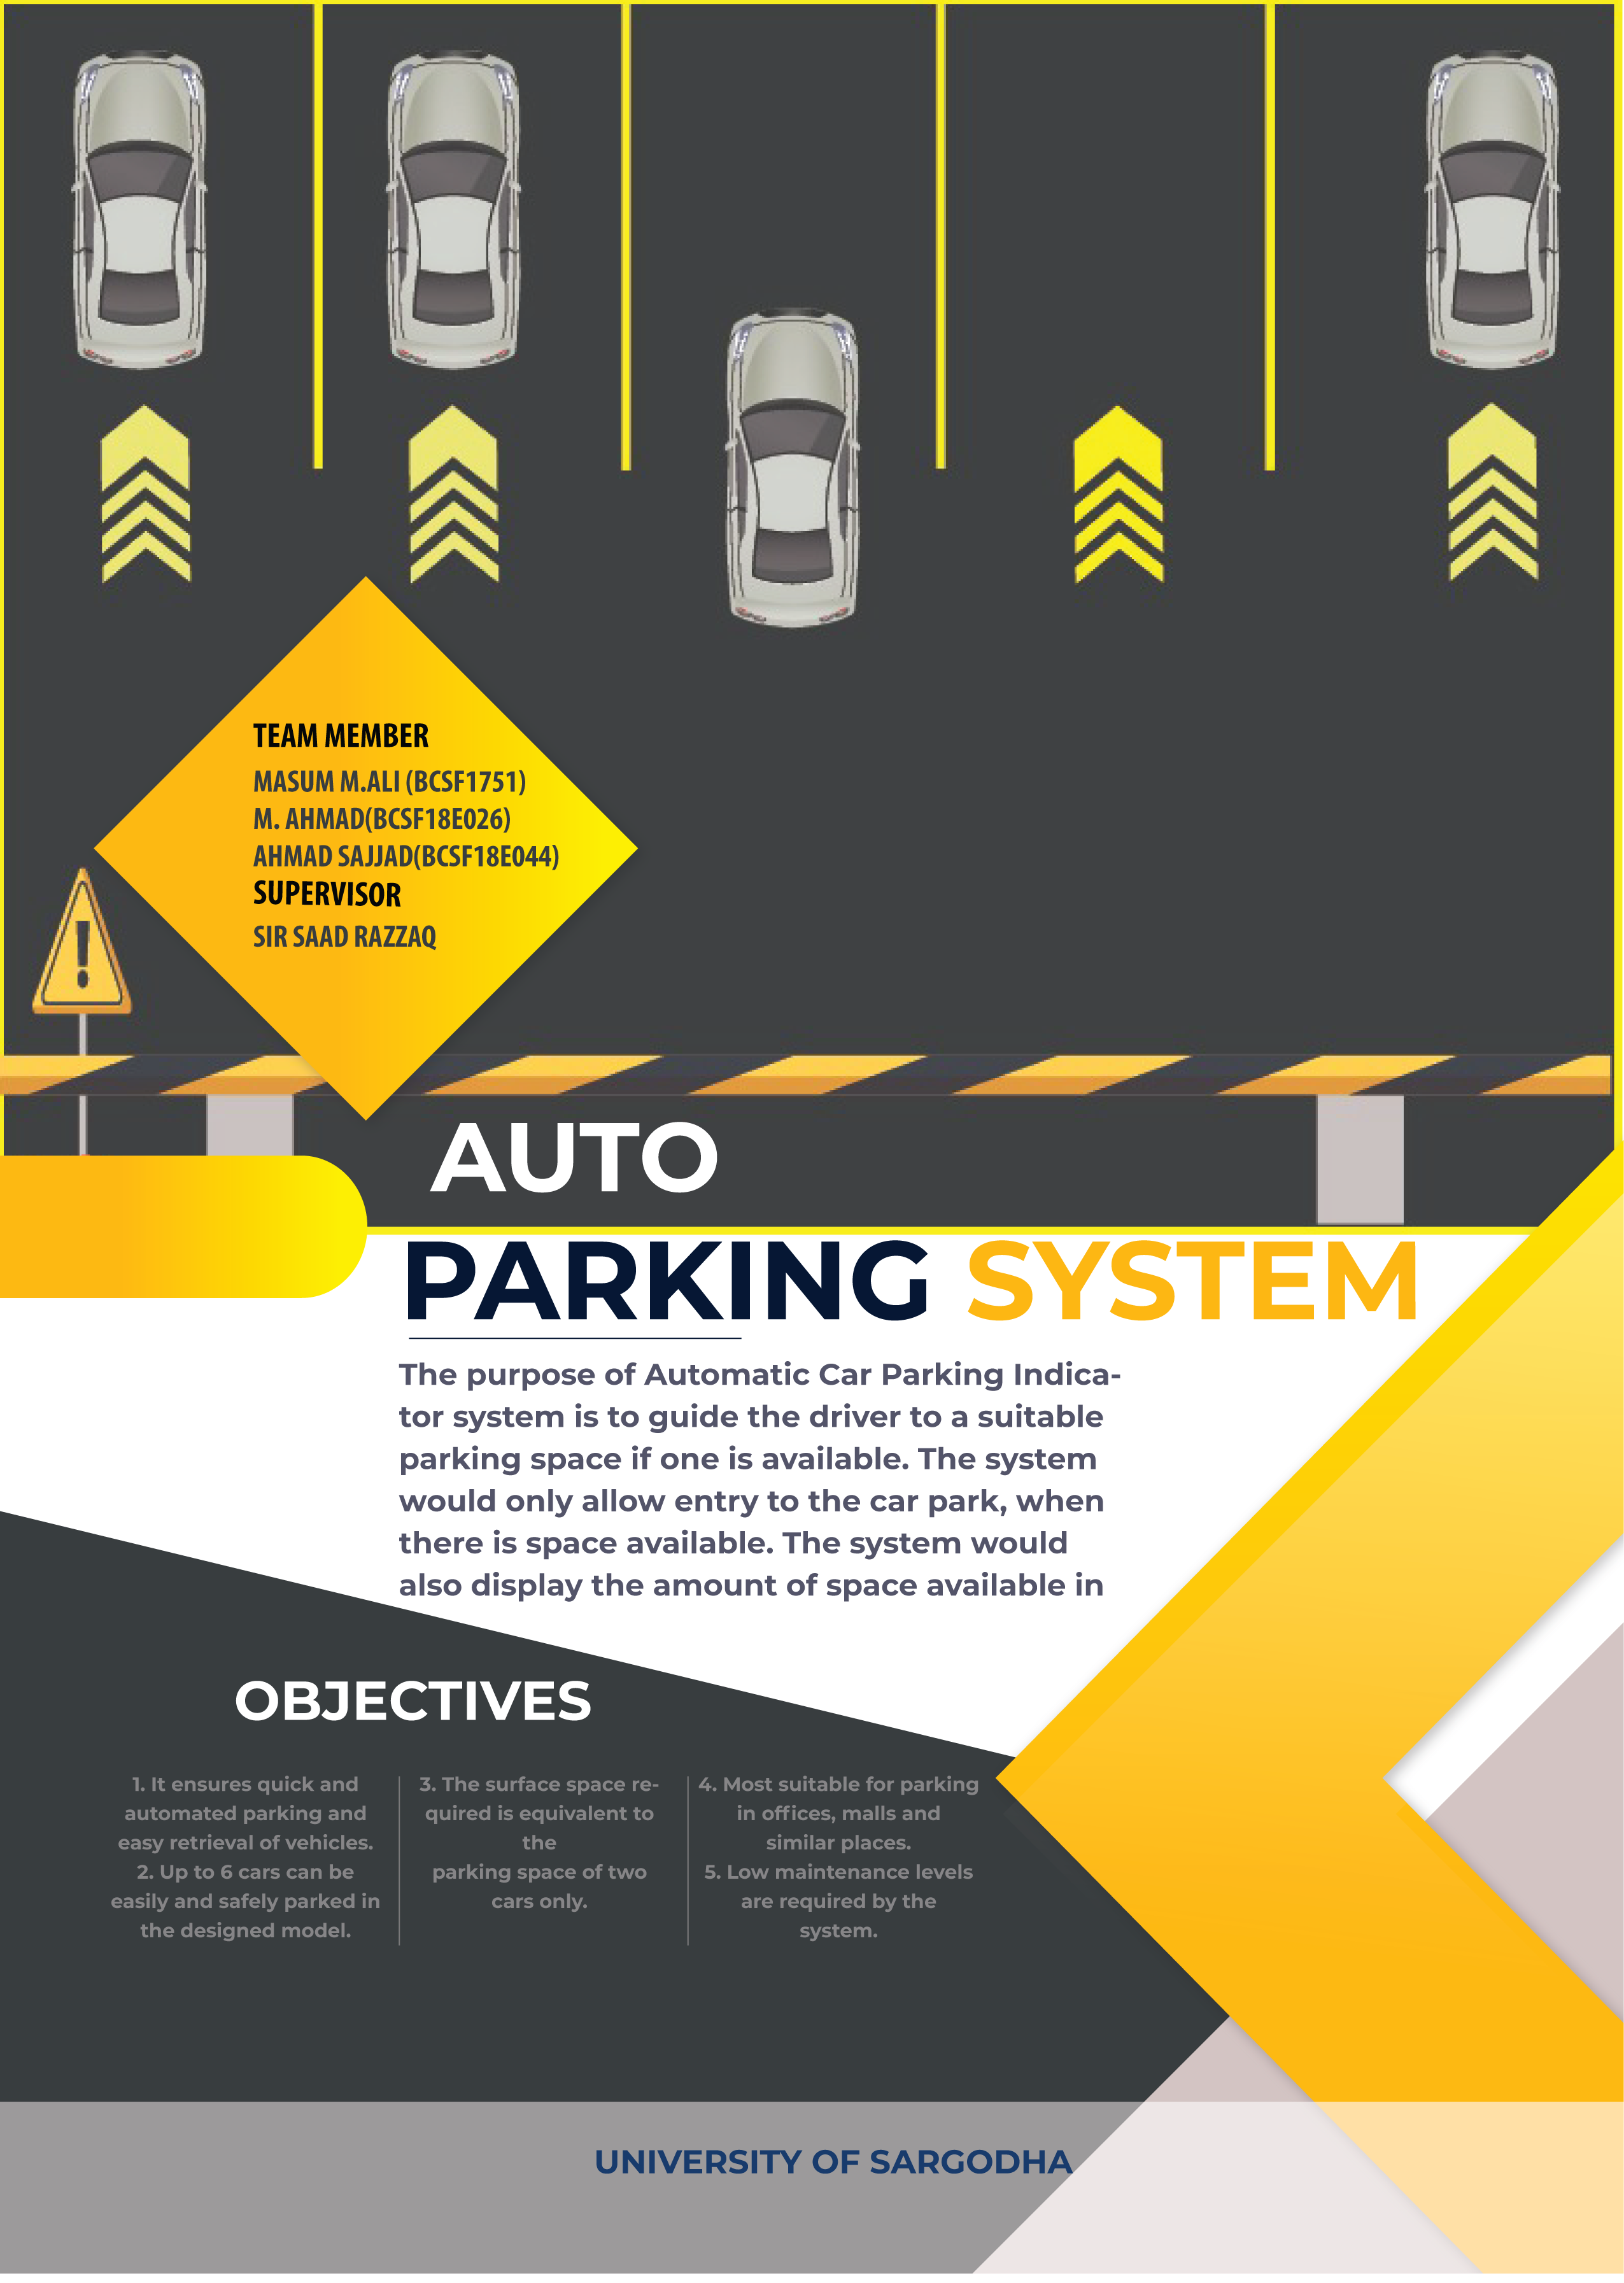 TEAM MEMBER
MASUM M.ALI (BCSF1751)
M. AHMAD(BCSF18E026)
AHMAD SAJJAD(BCSF18E044)
SUPERVISOR
SIR SAAD RAZZAQ
AUTO
PARKING SYSTEM
The purpose of Automatic Car Parking Indica-
tor system is to guide the driver to a suitable
parking space if one is available. The system
would only allow entry to the car park, when
there is space available. The system would
also display the amount of space available in
OBJECTIVES
1. It ensures quick and
automated parking and
easy retrieval of vehicles.
2. Up to 6 cars can be
easily and safely parked in
the designed model.
3. The surface space re-
quired is equivalent to
the
parking space of two
cars only.
4. Most suitable for parking
in offices, malls and
similar places.
5. Low maintenance levels
are required by the
system.
UNIVERSITY OF SARGODHA